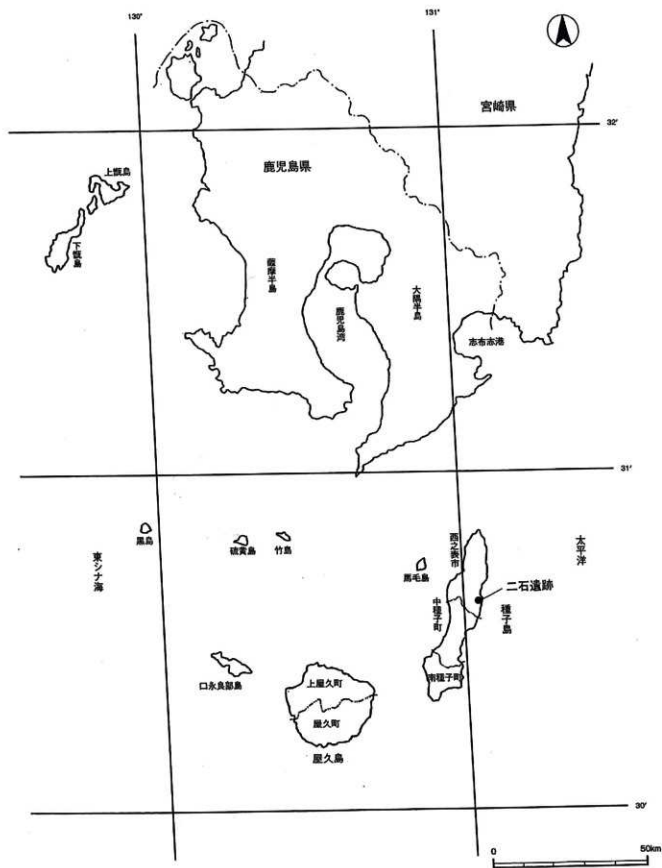 130°
131°
宮崎県
32°
鹿児島県
上甑島
下甑島
薩摩半島
鹿児島湾
大隅半島
志布志港
31°
黒島
硫黄島
竹島
馬毛島
西之表市
太平洋
東シナ海
二石遺跡
中種子町
種子島
口永良部島
上屋久町
南種子町
屋久町
屋久島
30°
0
50km